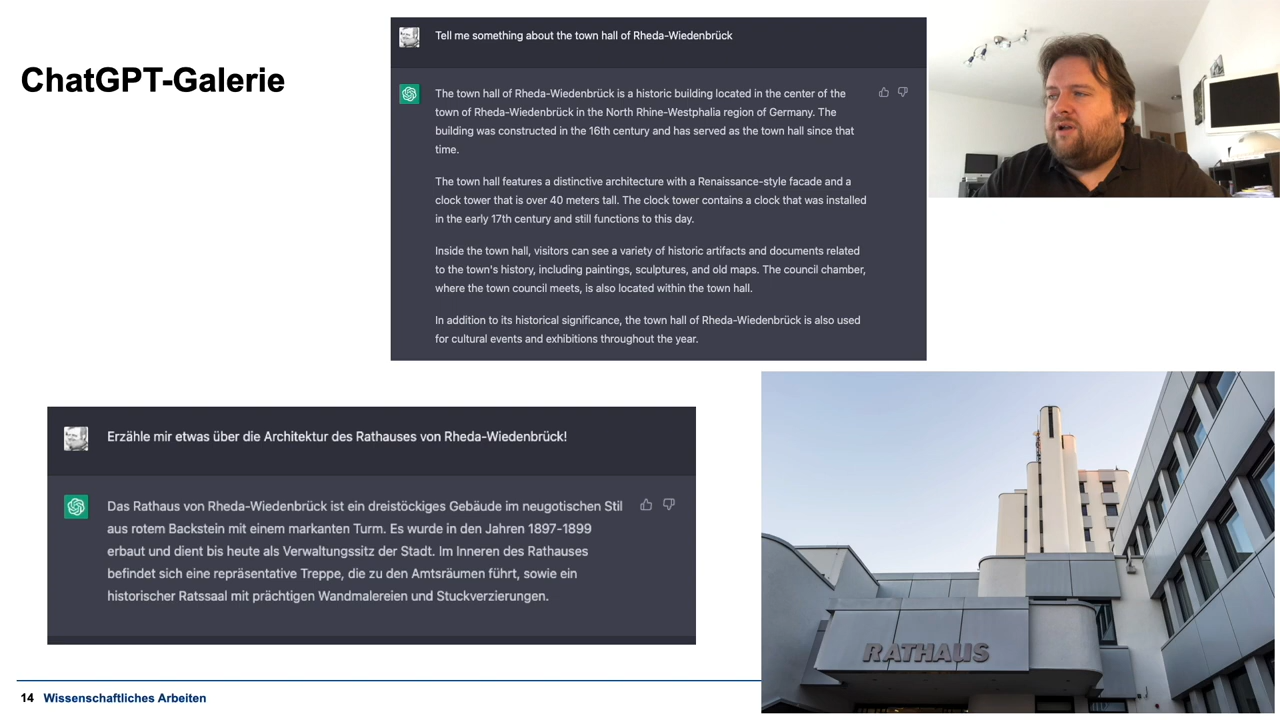 ChatGPT-Galerie
Tell me something about the town hall of Rheda-Wiedenbrück
The town hall of Rheda-Wiedenbrück is a historic building located in the center of the
town of Rheda-Wiedenbrück in the North Rhine-Westphalia region of Germany. The
building was constructed in the 16th century and has served as the town hall since that
time.
The town hall features a distinctive architecture with a Renaissance-style facade and a
clock tower that is over 40 meters tall. The clock tower contains a clock that was installed
in the early 17th century and still functions to this day.
Inside the town hall, visitors can see a variety of historic artifacts and documents related
to the town's history, including paintings, sculptures, and old maps. The council chamber,
where the town council meets, is also located within the town hall.
In addition to its historical significance, the town hall of Rheda-Wiedenbrück is also used
for cultural events and exhibitions throughout the year.
Erzähle mir etwas über die Architektur des Rathauses von Rheda-Wiedenbrück!
Das Rathaus von Rheda-Wiedenbrück ist ein dreistöckiges Gebäude im neugotischen Stil
aus rotem Backstein mit einem markanten Turm. Es wurde in den Jahren 1897-1899
erbaut und dient bis heute als Verwaltungssitz der Stadt. Im Inneren des Rathauses
befindet sich eine repräsentative Treppe, die zu den Amtsräumen führt, sowie ein
historischer Ratssaal mit prächtigen Wandmalereien und Stuckverzierungen.
RATHAUS
14 Wissenschaftliches Arbeiten